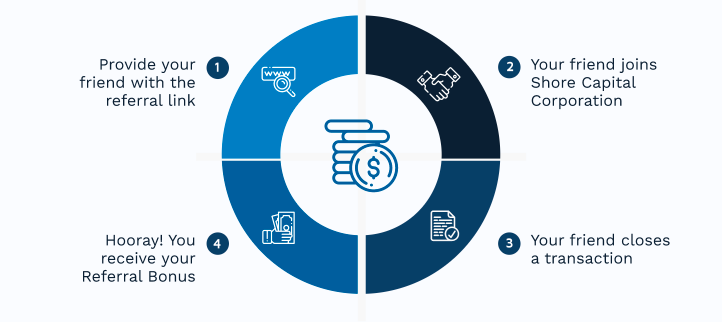 Provide your
friend with the
referral link
1
www
2
Your friend joins
Shore Capital
Corporation
$
3
Your friend closes
a transaction
4
Hooray! You
receive your
Referral Bonus